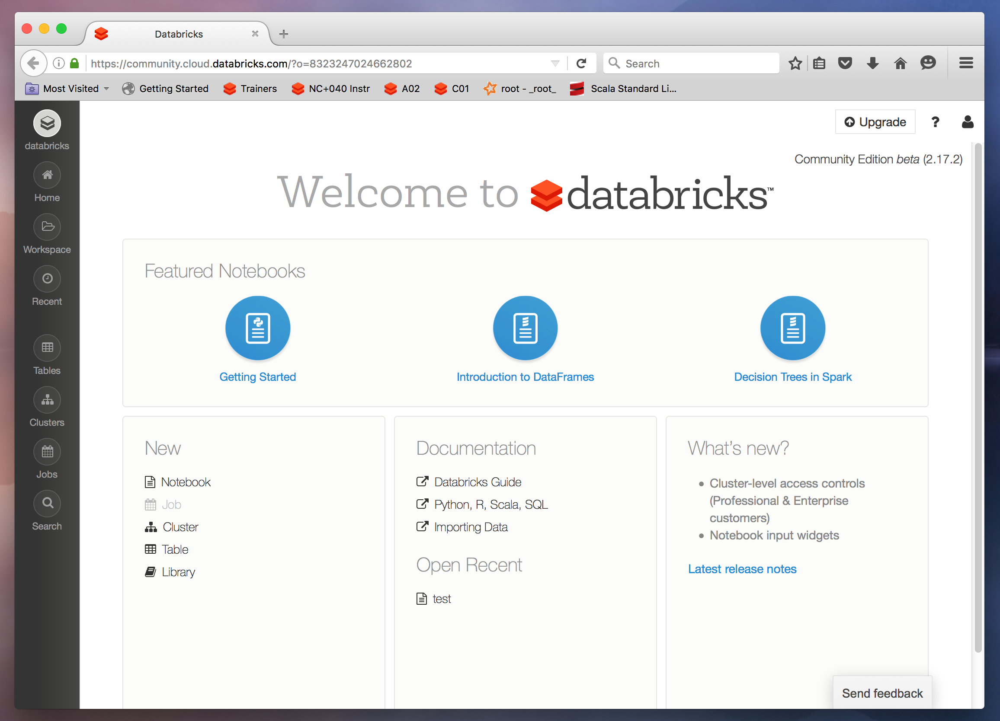 Databricks
https://community.cloud.databricks.com/?o=8323247024662802
Search
Most Visited
Getting Started
Trainers
NC+040 Instr
A02
C01
root - _root_
Scala Standard Li...
databricks
Home
Workspace
Recent
Tables
Clusters
Jobs
Search
Upgrade
?
Community Edition beta (2.17.2)
Welcome to databricks™
Featured Notebooks
Getting Started
Introduction to DataFrames
Decision Trees in Spark
New
Notebook
Job
Cluster
Table
Library
Documentation
Databricks Guide
Python, R, Scala, SQL
Importing Data
Open Recent
test
What's new?
• Cluster-level access controls
(Professional & Enterprise
customers)
• Notebook input widgets
Latest release notes
Send feedback